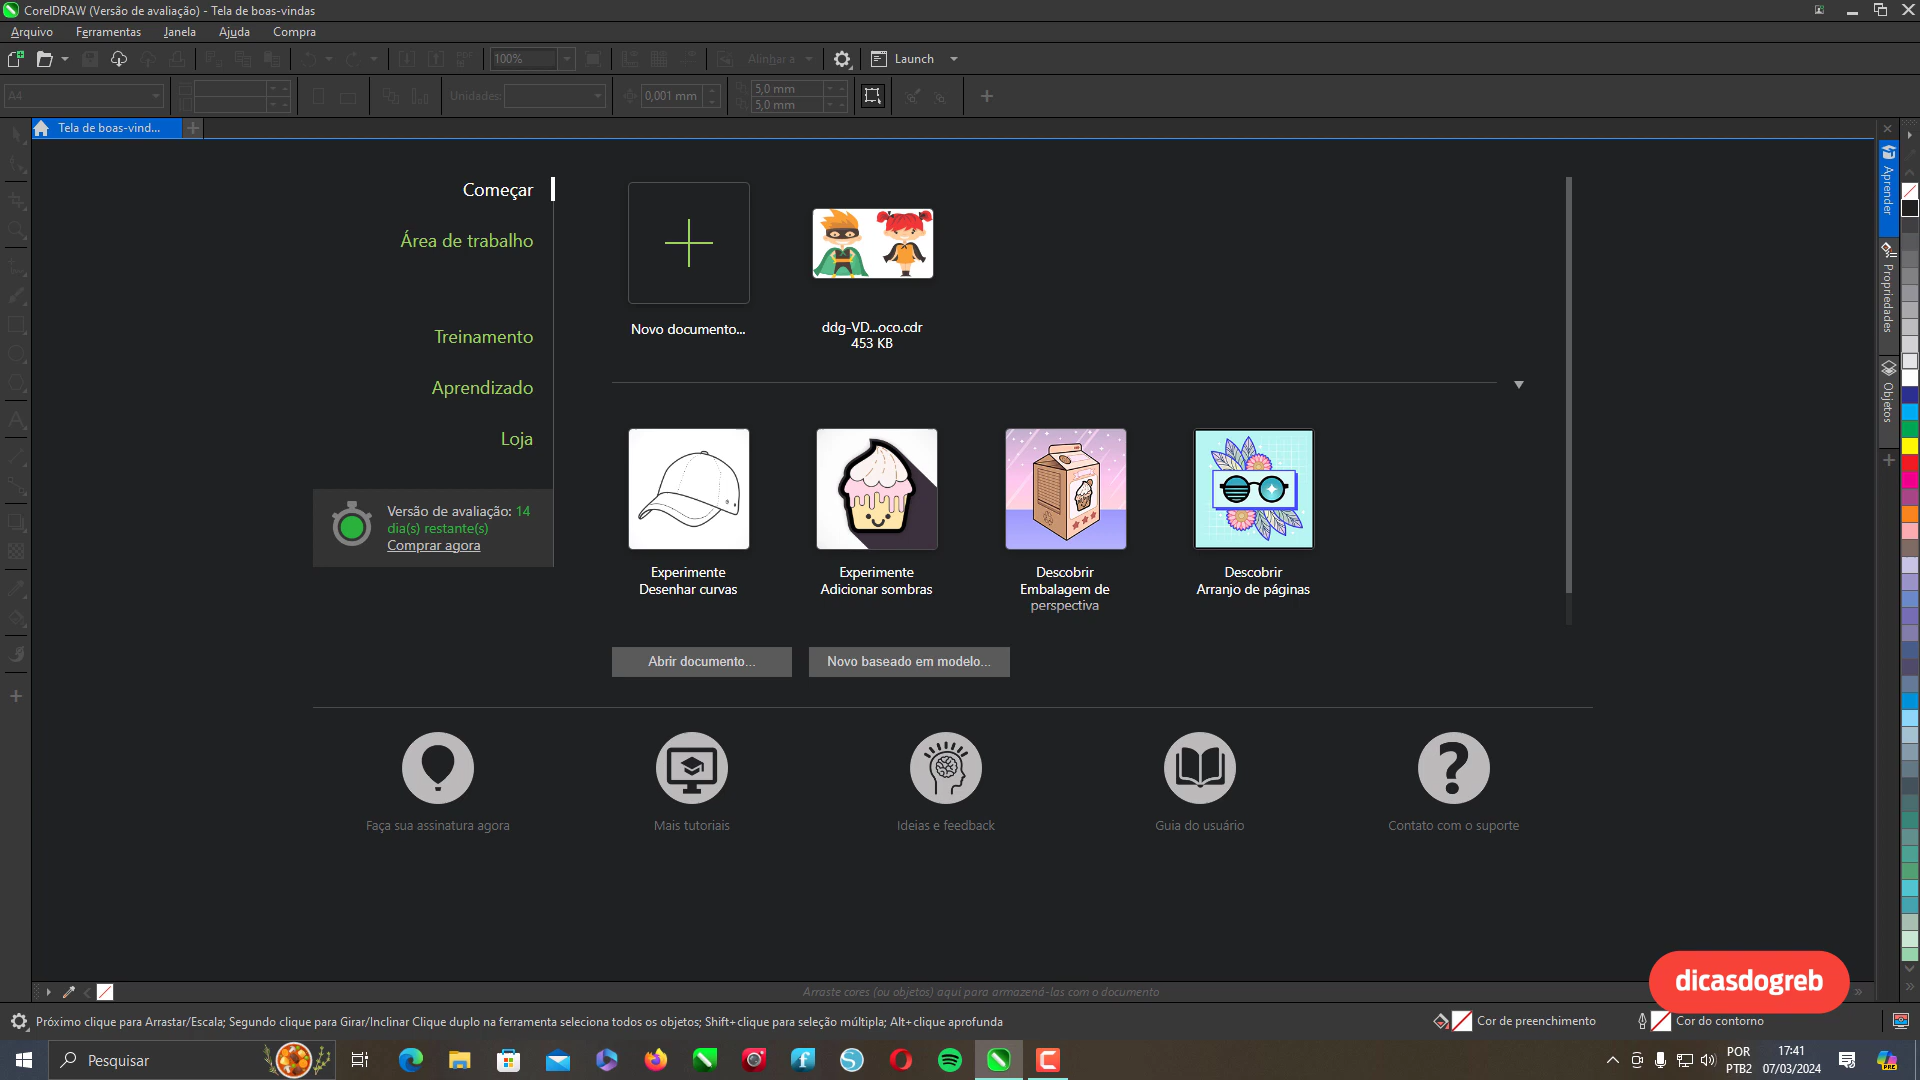 CorelDRAW (Versão de avaliação) - Tela de boas-vindas
Arquivo Ferramentas Janela Ajuda Compra
100% Alinhar a Launch
A4 Unidades: 0,001 mm 5,0 mm
5,0 mm
Tela de boas-vind...
Começar
Área de trabalho
Treinamento
Aprendizado
Loja
Versão de avaliação: 14
dia(s) restante(s)
Comprar agora
Novo documento...
ddg-VD...oco.cdr
453 KB
Experimente
Desenhar curvas
Experimente
Adicionar sombras
Descobrir
Embalagem de
perspectiva
Descobrir
Arranjo de páginas
Abrir documento...
Novo baseado em modelo...
Faça sua assinatura agora
Mais tutoriais
Ideias e feedback
Guia do usuário
Contato com o suporte
Aprender
Propriedades
Objetos
dicasdogreb
Arraste cores (ou objetos) aqui para armazená-las com o documento
Próximo clique para Arrastar/Escala; Segundo clique para Girar/Inclinar Clique duplo na ferramenta seleciona todos os objetos; Shift+clique para seleção múltipla; Alt+clique aprofunda
Cor de preenchimento
Cor do contorno
Pesquisar
POR
PTB2
17:41
07/03/2024